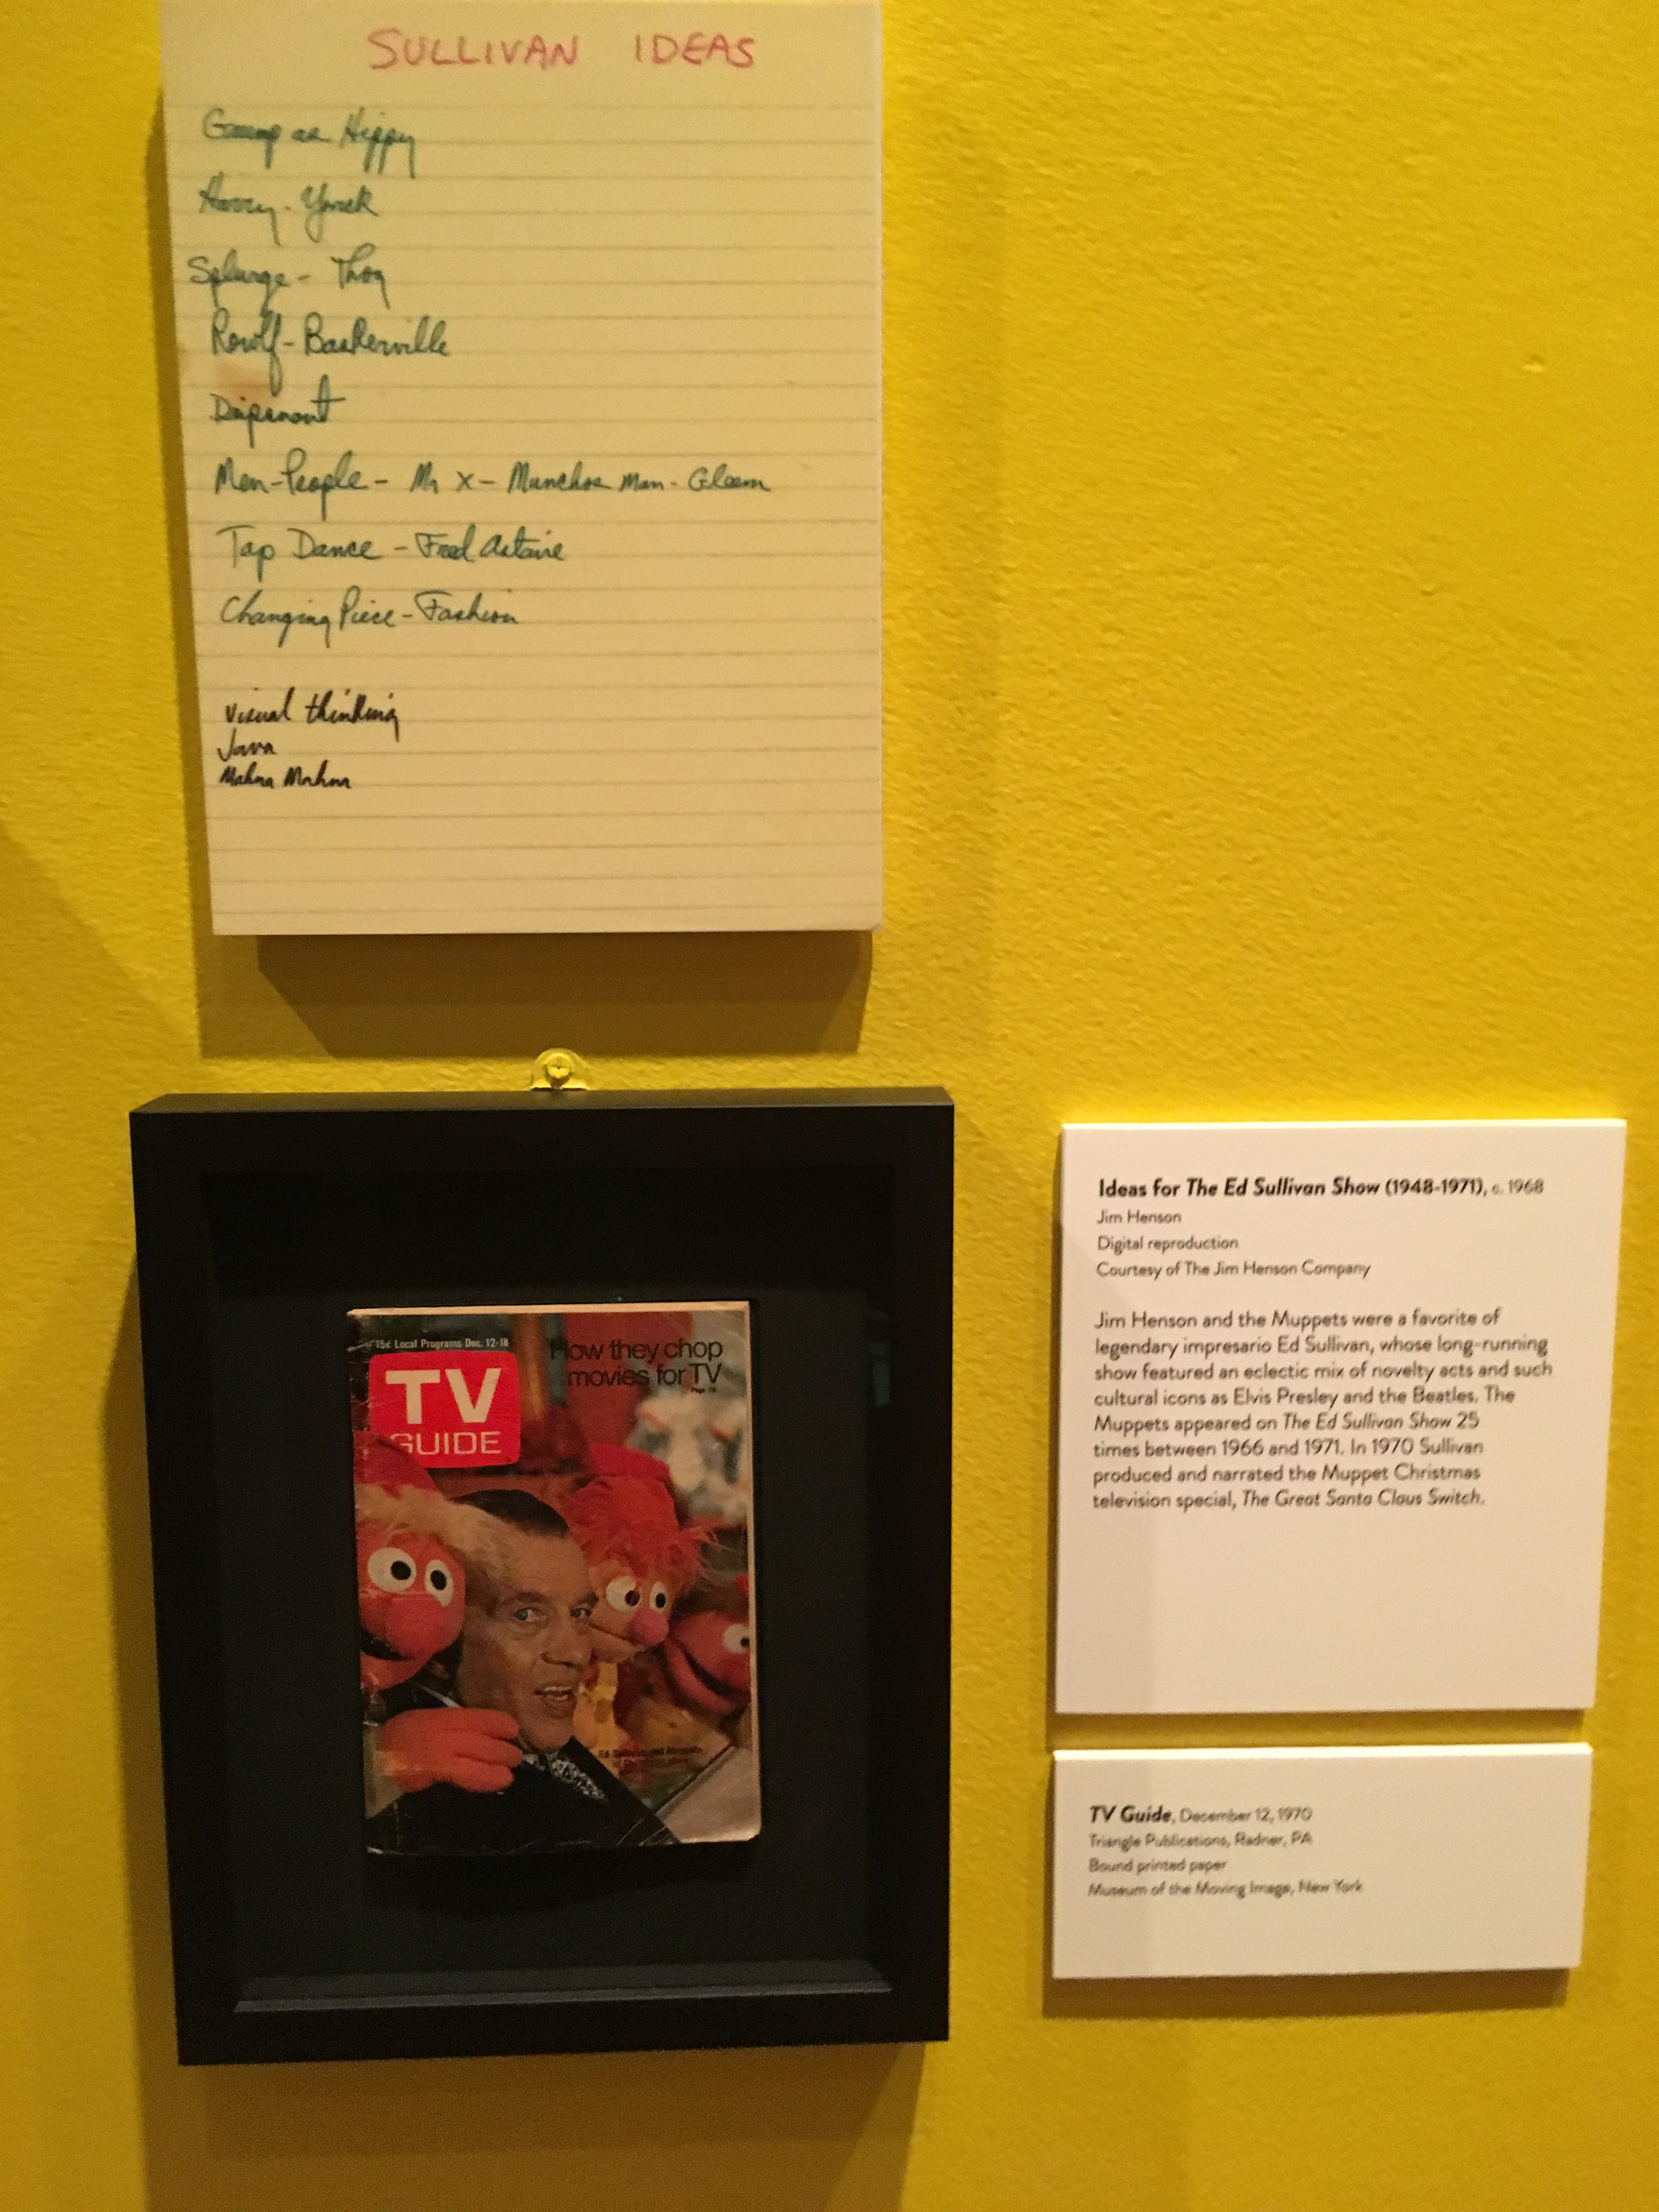 SULLIVAN IDEAS
as Hippy
Harry - Yorick
Splurge - Thog
Rowlf - Baskerville
Men-People - Mr X - Munchos Man - Gleem
Tap Dance - Fred Astaire
Changing Piece - Fashion
Visual thinking
Java
Mahna Mahna
15¢ Local Programs Dec. 12-18
How they chop
movies for TV
TV
GUIDE
Ideas for The Ed Sullivan Show (1948-1971), c. 1968
Jim Henson
Digital reproduction
Courtesy of The Jim Henson Company
Jim Henson and the Muppets were a favorite of
legendary impresario Ed Sullivan, whose long-running
show featured an eclectic mix of novelty acts and such
cultural icons as Elvis Presley and the Beatles. The
Muppets appeared on The Ed Sullivan Show 25
times between 1966 and 1971. In 1970 Sullivan
produced and narrated the Muppet Christmas
television special, The Great Santa Claus Switch.
TV Guide, December 12, 1970
Triangle Publications, Radner, PA
Bound printed paper
Museum of the Moving Image, New York